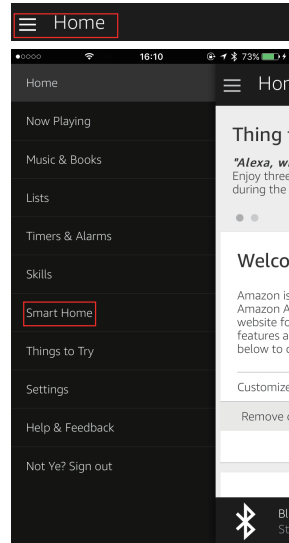 Home
16:10
73%
Home
Now Playing
Music & Books
Lists
Timers & Alarms
Skills
Smart Home
Things to Try
Settings
Help & Feedback
Not Ye? Sign out
Hor
Thing
"Alexa, w
Enjoy three
during the
Welco
Amazon is
Amazon A
website fo
features a
below to
Customize
Remove
Bl
St